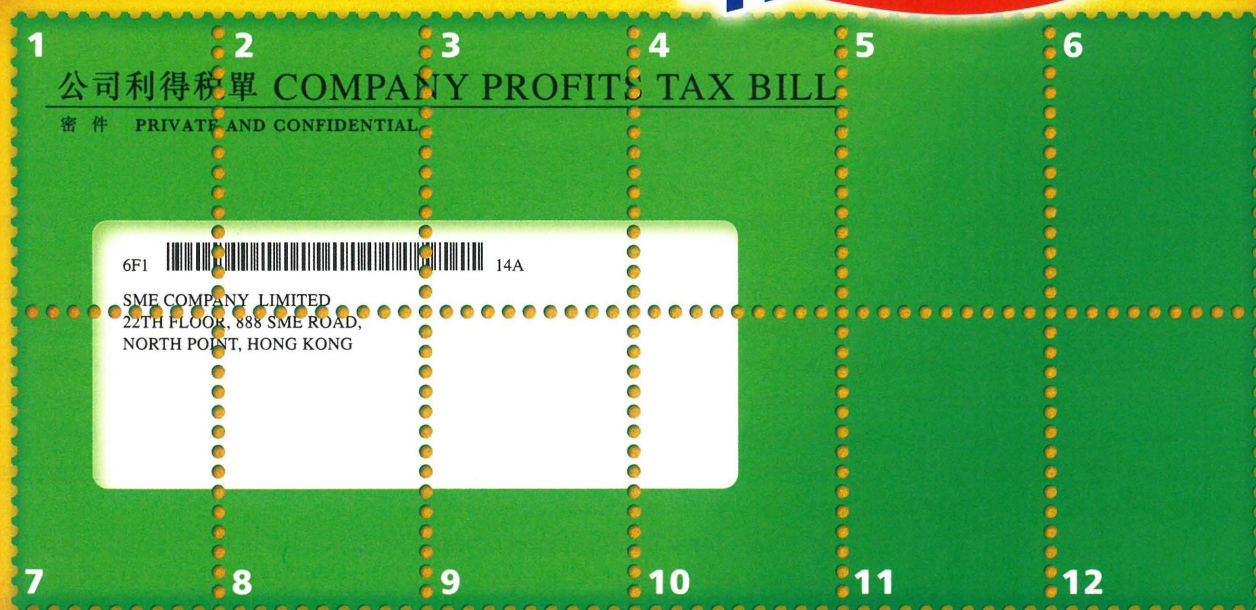 1 2 3 4 5 6
公司利得稅單 COMPANY PROFITS TAX BILL
密件 PRIVATE AND CONFIDENTIAL
6F1 14A
SME COMPANY LIMITED
22TH FLOOR, 888 SME ROAD,
NORTH POINT, HONG KONG
7 8 9 10 11 12